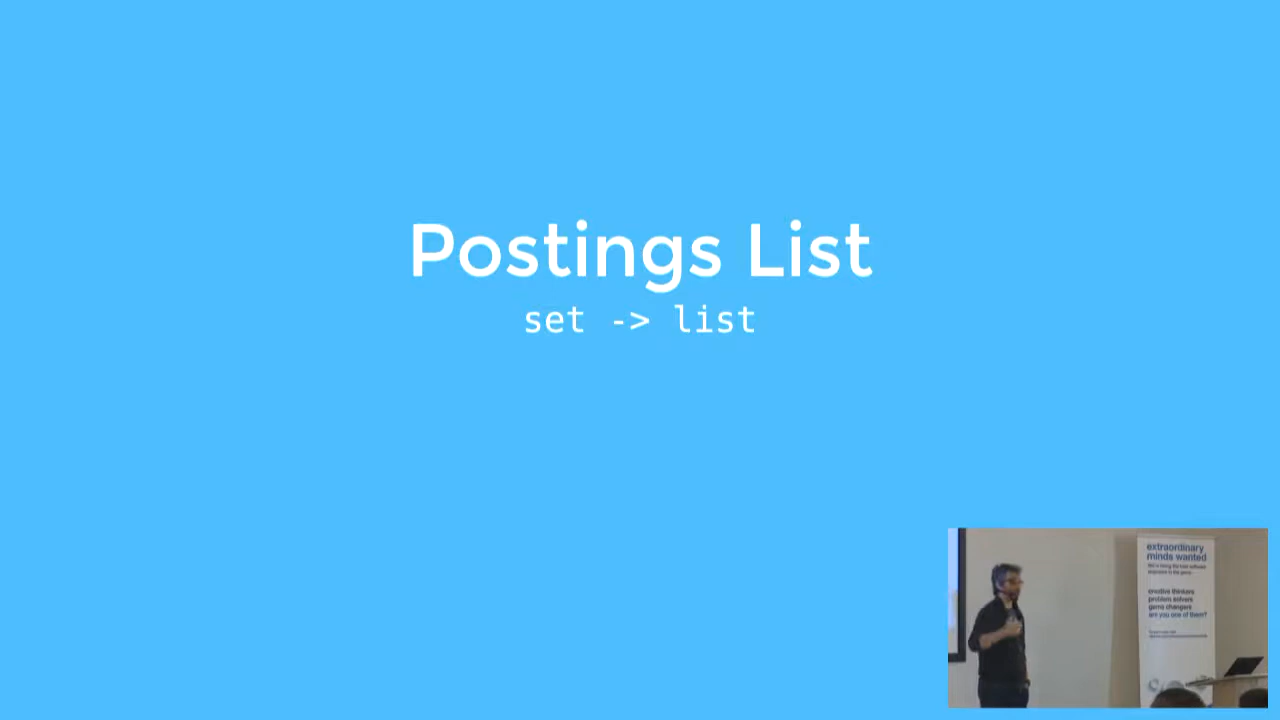 Postings List
set -> list
extraordinary
minds wanted
creative thinkers
problem solvers
game changers
are you one of them?